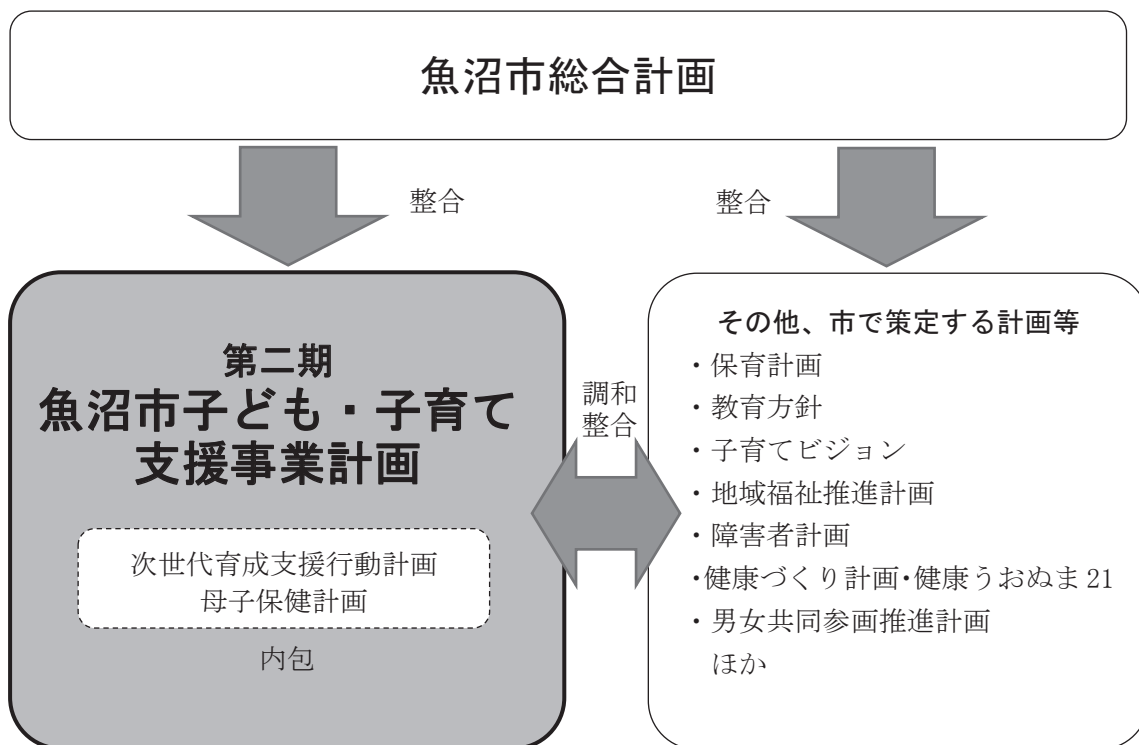 魚沼市総合計画
整合
整合
第二期
魚沼市子ども・子育て
支援事業計画
次世代育成支援行動計画
母子保健計画
内包
調和
整合
その他、市で策定する計画等
・保育計画
・教育方針
・子育てビジョン
・地域福祉推進計画
・障害者計画
・健康づくり計画・健康うおぬま 21
・男女共同参画推進計画
ほか